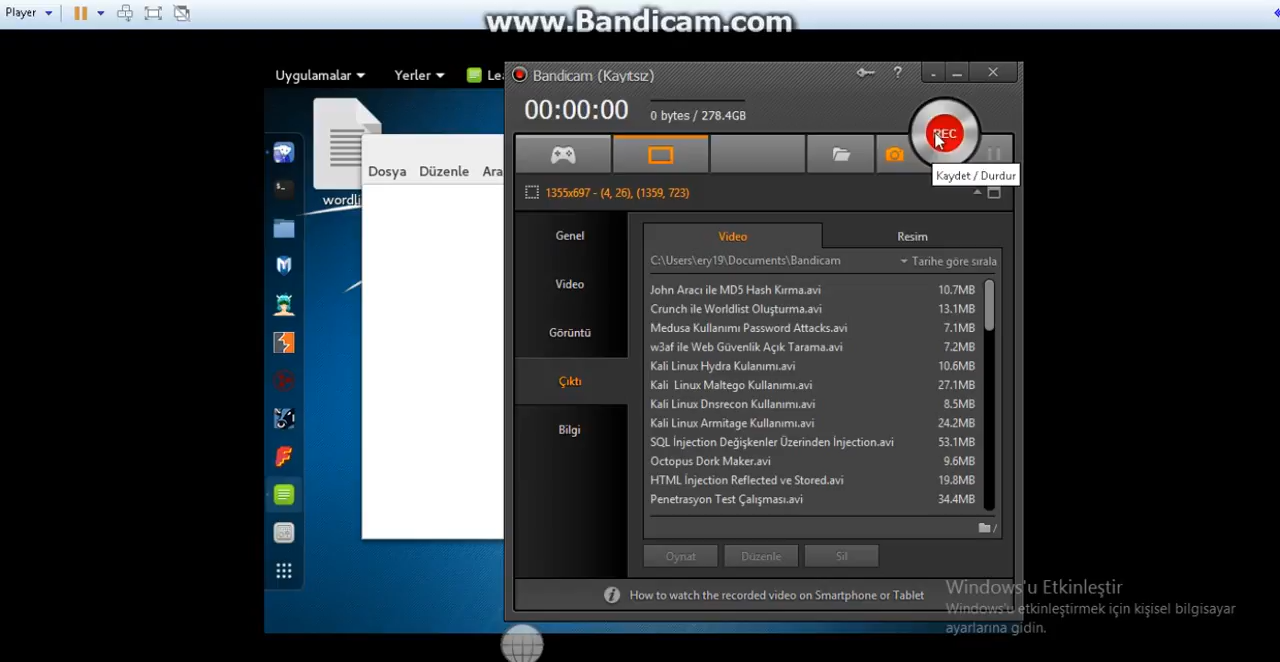 Player
www.Bandicam.com
Uygulamalar
Yerler
Lea
Bandicam (Kayıtsız)
?
00:00:00
0 bytes / 278.4GB
REC
Kaydet / Durdur
wordli
Dosya
Düzenle
Ara
1355x697 - (4, 26), (1359, 723)
Genel
Video
Görüntü
Çıktı
Bilgi
Video
Resim
C:\Users\ery19\Documents\Bandicam
Tarihe göre sırala
John Aracı ile MD5 Hash Kırma.avi 10.7MB
Crunch ile Worldlist Oluşturma.avi 13.1MB
Medusa Kullanımı Password Attacks.avi 7.1MB
w3af ile Web Güvenlik Açık Tarama.avi 7.2MB
Kali Linux Hydra Kulanımı.avi 10.6MB
Kali Linux Maltego Kullanımı.avi 27.1MB
Kali Linux Dnsrecon Kullanımı.avi 8.5MB
Kali Linux Armitage Kullanımı.avi 24.2MB
SQL İnjection Değişkenler Üzerinden İnjection.avi 53.1MB
Octopus Dork Maker.avi 9.6MB
HTML İnjection Reflected ve Stored.avi 19.8MB
Penetrasyon Test Çalışması.avi 34.4MB
Oynat
Düzenle
Sil
How to watch the recorded video on Smartphone or Tablet
Windows'u Etkinleştir
Windows'u etkinleştirmek için kişisel bilgisayar
ayarlarına gidin.